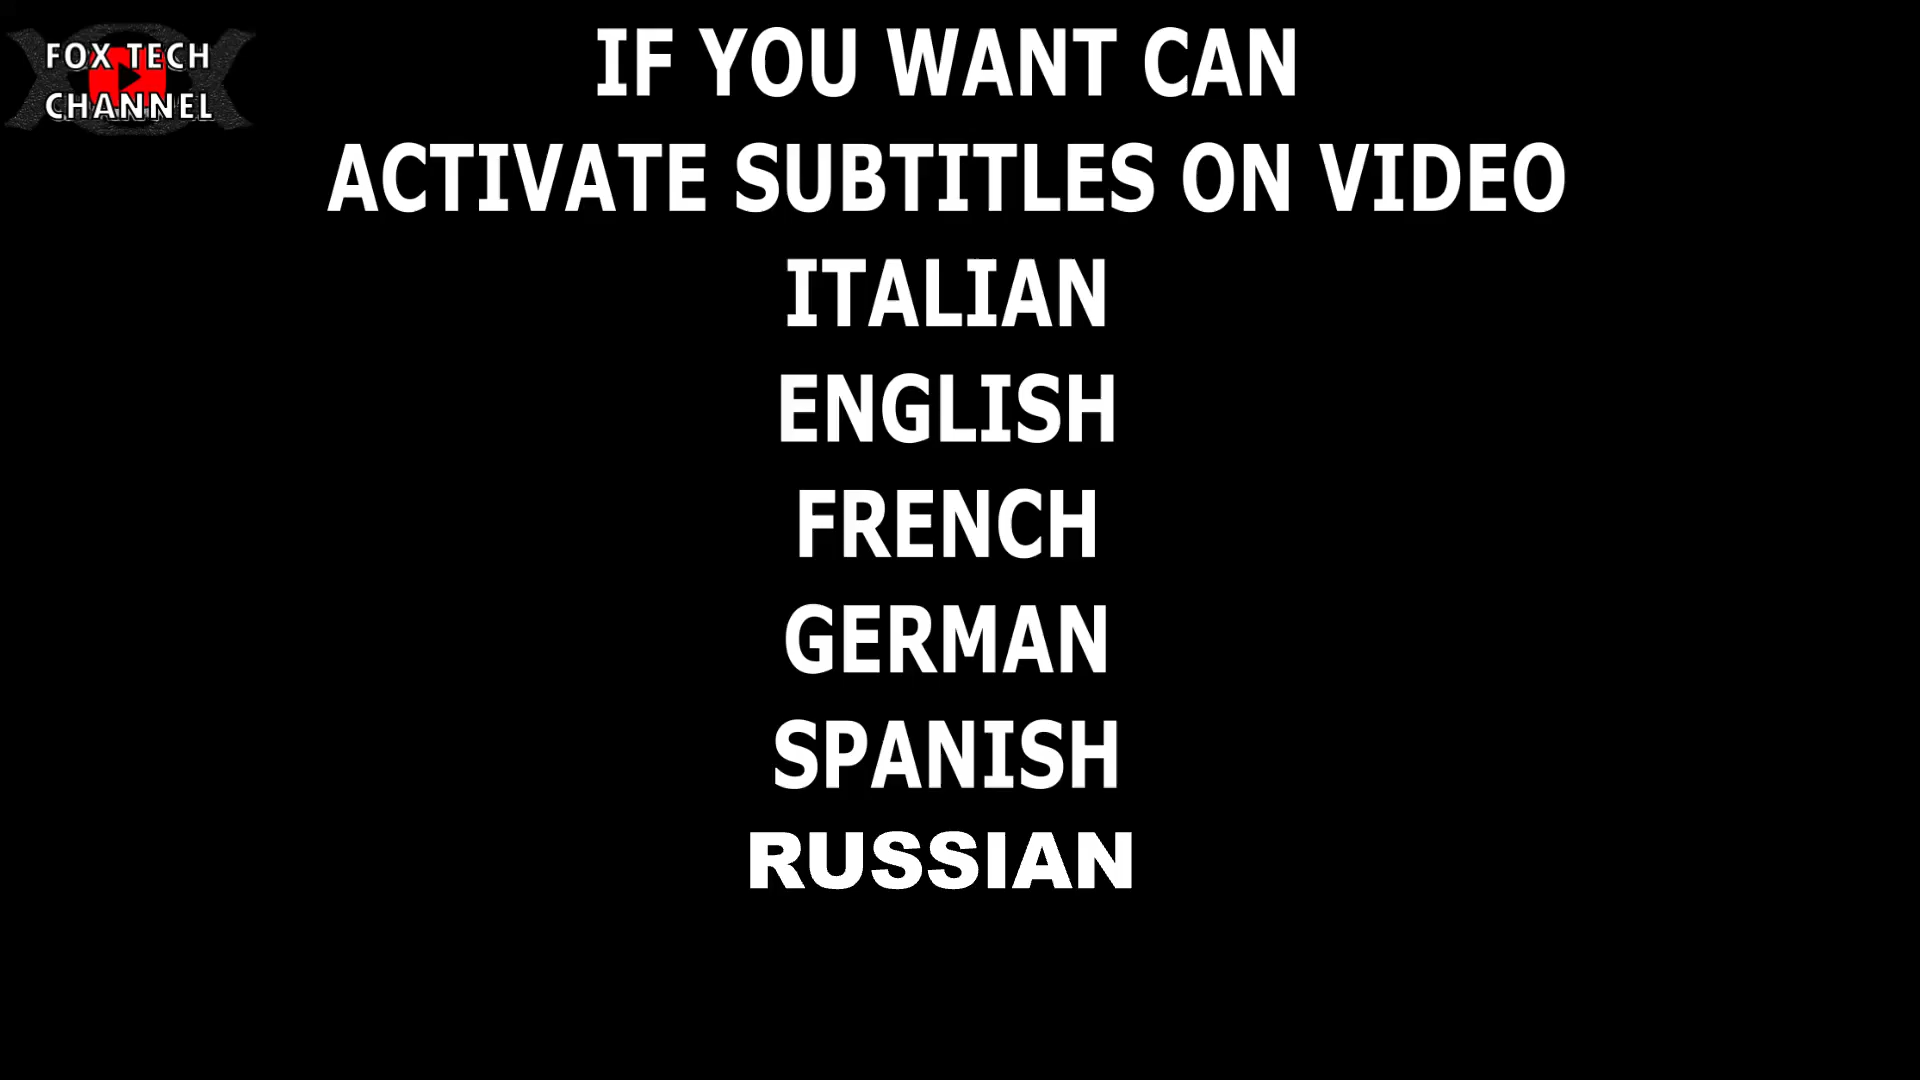 FOX TECH
CHANNEL
IF YOU WANT CAN
ACTIVATE SUBTITLES ON VIDEO
ITALIAN
ENGLISH
FRENCH
GERMAN
SPANISH
RUSSIAN